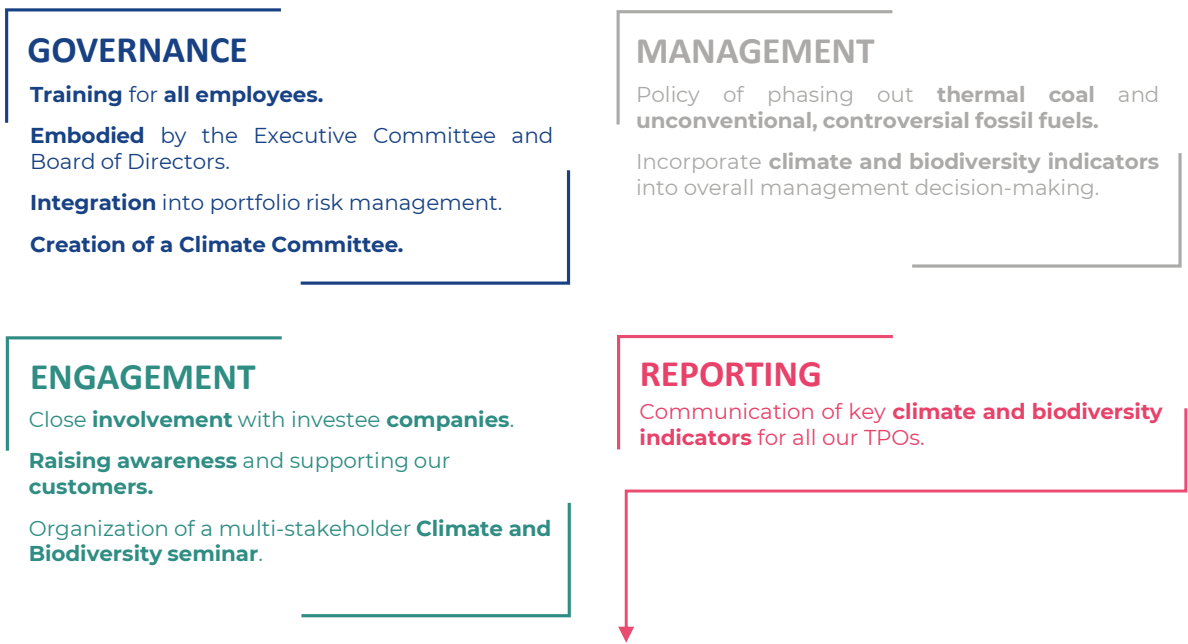 GOVERNANCE
Training for all employees.
Embodied by the Executive Committee and
Board of Directors.
Integration into portfolio risk management.
Creation of a Climate Committee.
MANAGEMENT
Policy of phasing out thermal coal and
unconventional, controversial fossil fuels.
Incorporate climate and biodiversity indicators
into overall management decision-making.
ENGAGEMENT
Close involvement with investee companies.
Raising awareness and supporting our
customers.
Organization of a multi-stakeholder Climate and
Biodiversity seminar.
REPORTING
Communication of key climate and biodiversity
indicators for all our TPOs.